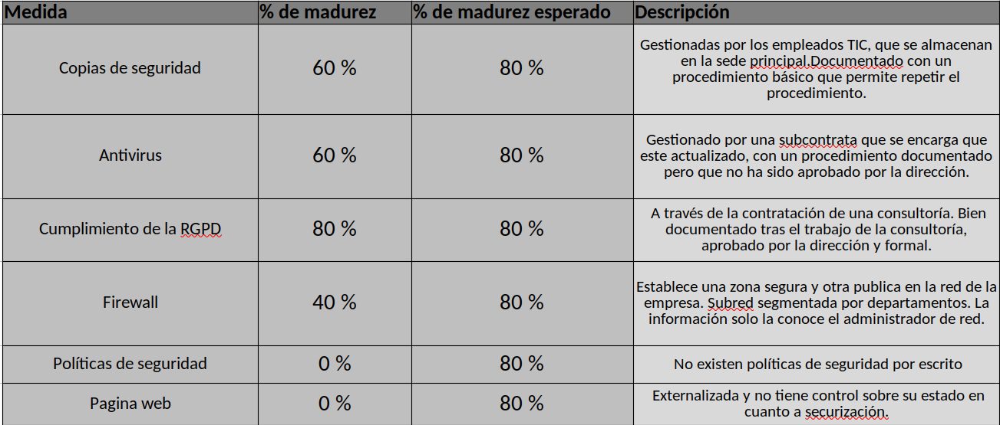 Medida
% de madurez
% de madurez esperado
Descripción
Copias de seguridad
60 %
80 %
Gestionadas por los empleados TIC, que se almacenan
en la sede principal.Documentado con un
procedimiento básico que permite repetir el
procedimiento.
Antivirus
60 %
80 %
Gestionado por una subcontrata que se encarga que
este actualizado, con un procedimiento documentado
pero que no ha sido aprobado por la dirección.
Cumplimiento de la RGPD
80 %
80 %
A través de la contratación de una consultoría. Bien
documentado tras el trabajo de la consultoría,
aprobado por la dirección y formal.
Firewall
40 %
80 %
Establece una zona segura y otra publica en la red de la
empresa. Subred segmentada por departamentos. La
información solo la conoce el administrador de red.
Políticas de seguridad
0 %
80 %
No existen políticas de seguridad por escrito
Pagina web
0 %
80 %
Externalizada y no tiene control sobre su estado en
cuanto a securización.